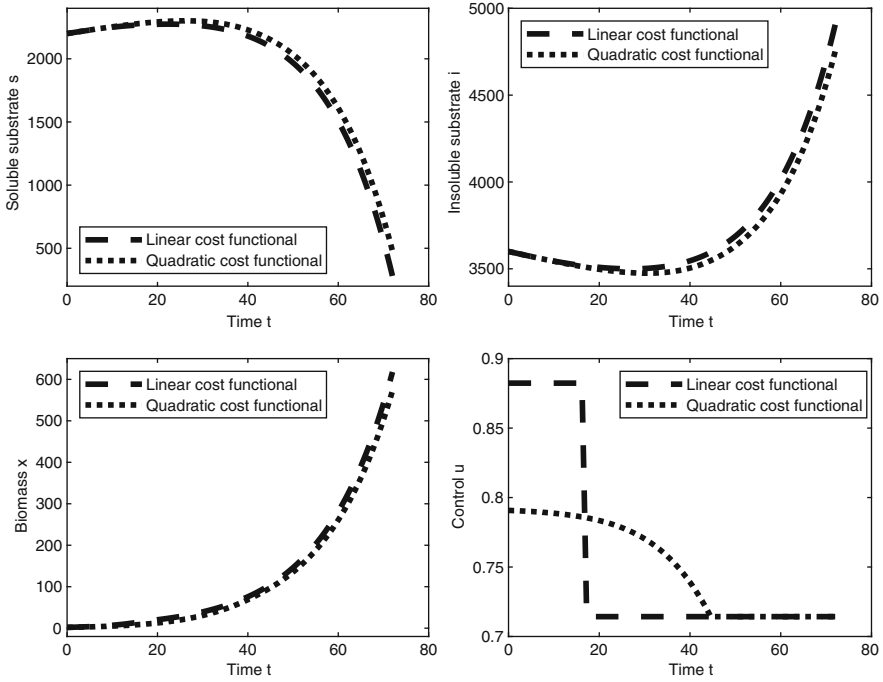 Soluble substrate s
2000
1500
1000
500
Linear cost functional
Quadratic cost functional
0 20 40 60 80
Time t
Insoluble substrate i
5000
4500
4000
3500
Linear cost functional
Quadratic cost functional
0 20 40 60 80
Time t
Biomass x
600
500
400
300
200
100
0
Linear cost functional
Quadratic cost functional
0 20 40 60 80
Time t
Control u
0.9
0.85
0.8
0.75
0.7
Linear cost functional
Quadratic cost functional
0 20 40 60 80
Time t